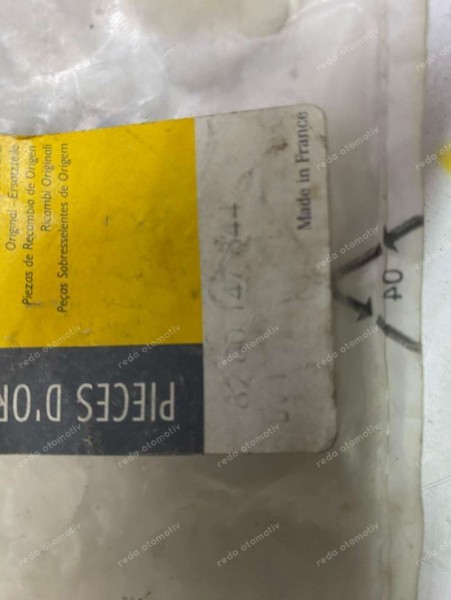 Original-Ersatzteile
Piezas de Recambio de Origen
Ricambi Originali
Peças Sobresselentes de Origem
PIECES D'OR
Made in France
04
redo otomotiv